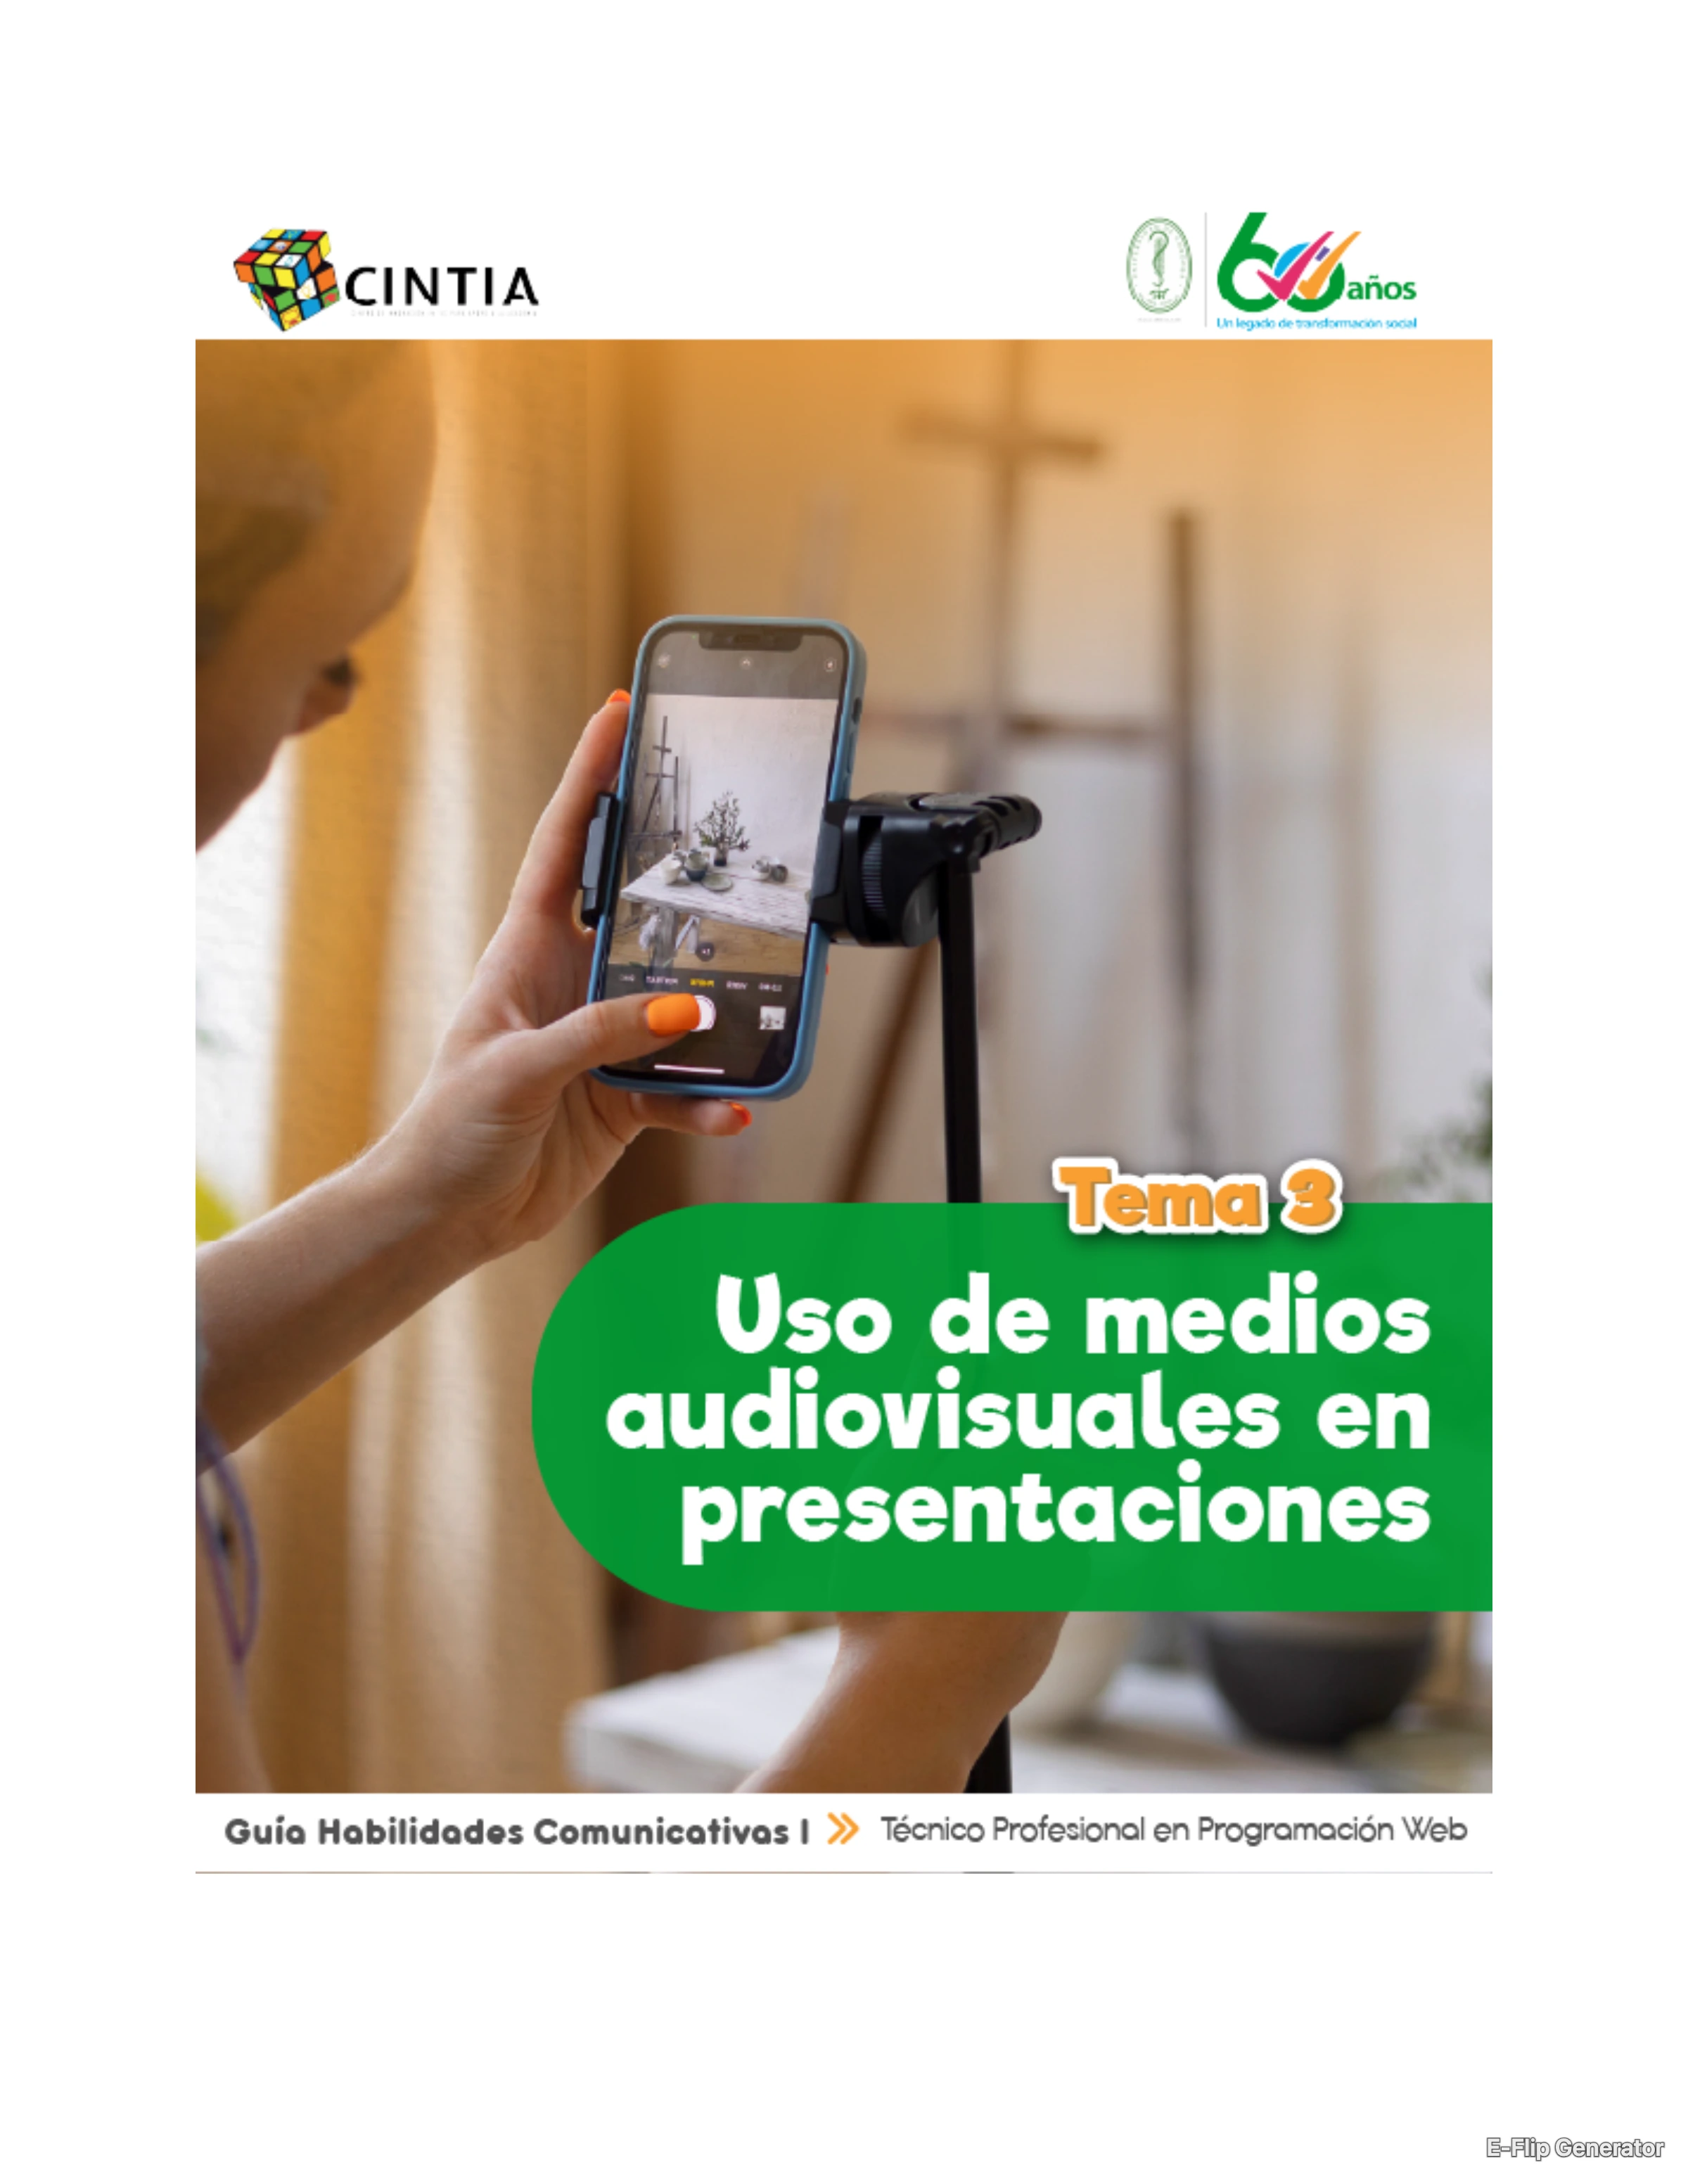 CINTIA
60 años
Un legado de transformación social
Tema 3
Uso de medios
audiovisuales en
presentaciones
Guía Habilidades Comunicativas I » Técnico Profesional en Programación Web
E-Flip Generator